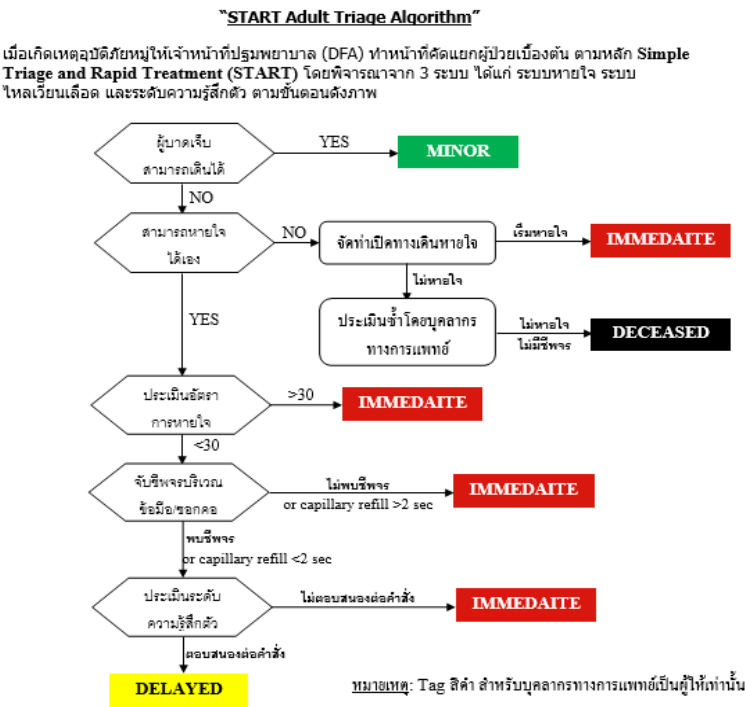 “START Adult Triage Algorithm”
เมื่อเกิดเหตุอุบัติภัยหมู่ให้เจ้าหน้าที่ปฐมพยาบาล (DFA) ทำหน้าที่คัดแยกผู้ป่วยเบื้องต้น ตามหลัก Simple
Triage and Rapid Treatment (START) โดยพิจารณาจาก 3 ระบบ ได้แก่ ระบบหายใจ ระบบ
ไหลเวียนเลือด และระดับความรู้สึกตัว ตามขั้นตอนดังภาพ
ผู้บาดเจ็บ
สามารถเดินได้
YES
MINOR
NO
สามารถหายใจ
ได้เอง
NO
จัดท่าเปิดทางเดินหายใจ
เริ่มหายใจ
IMMEDAITE
ไม่หายใจ
YES
ประเมินซ้ำโดยบุคลากร
ทางการแพทย์
ไม่หายใจ
ไม่มีชีพจร
DECEASED
ประเมินอัตรา
การหายใจ
>30
IMMEDAITE
<30
จับชีพจรบริเวณ
ข้อมือ/ซอกคอ
ไม่พบชีพจร
or capillary refill >2 sec
IMMEDAITE
พบชีพจร
or capillary refill <2 sec
ประเมินระดับ
ความรู้สึกตัว
ไม่ตอบสนองต่อคำสั่ง
IMMEDAITE
ตอบสนองต่อคำสั่ง
DELAYED
หมายเหตุ: Tag สีดำ สำหรับบุคลากรทางการแพทย์เป็นผู้ให้เท่านั้น